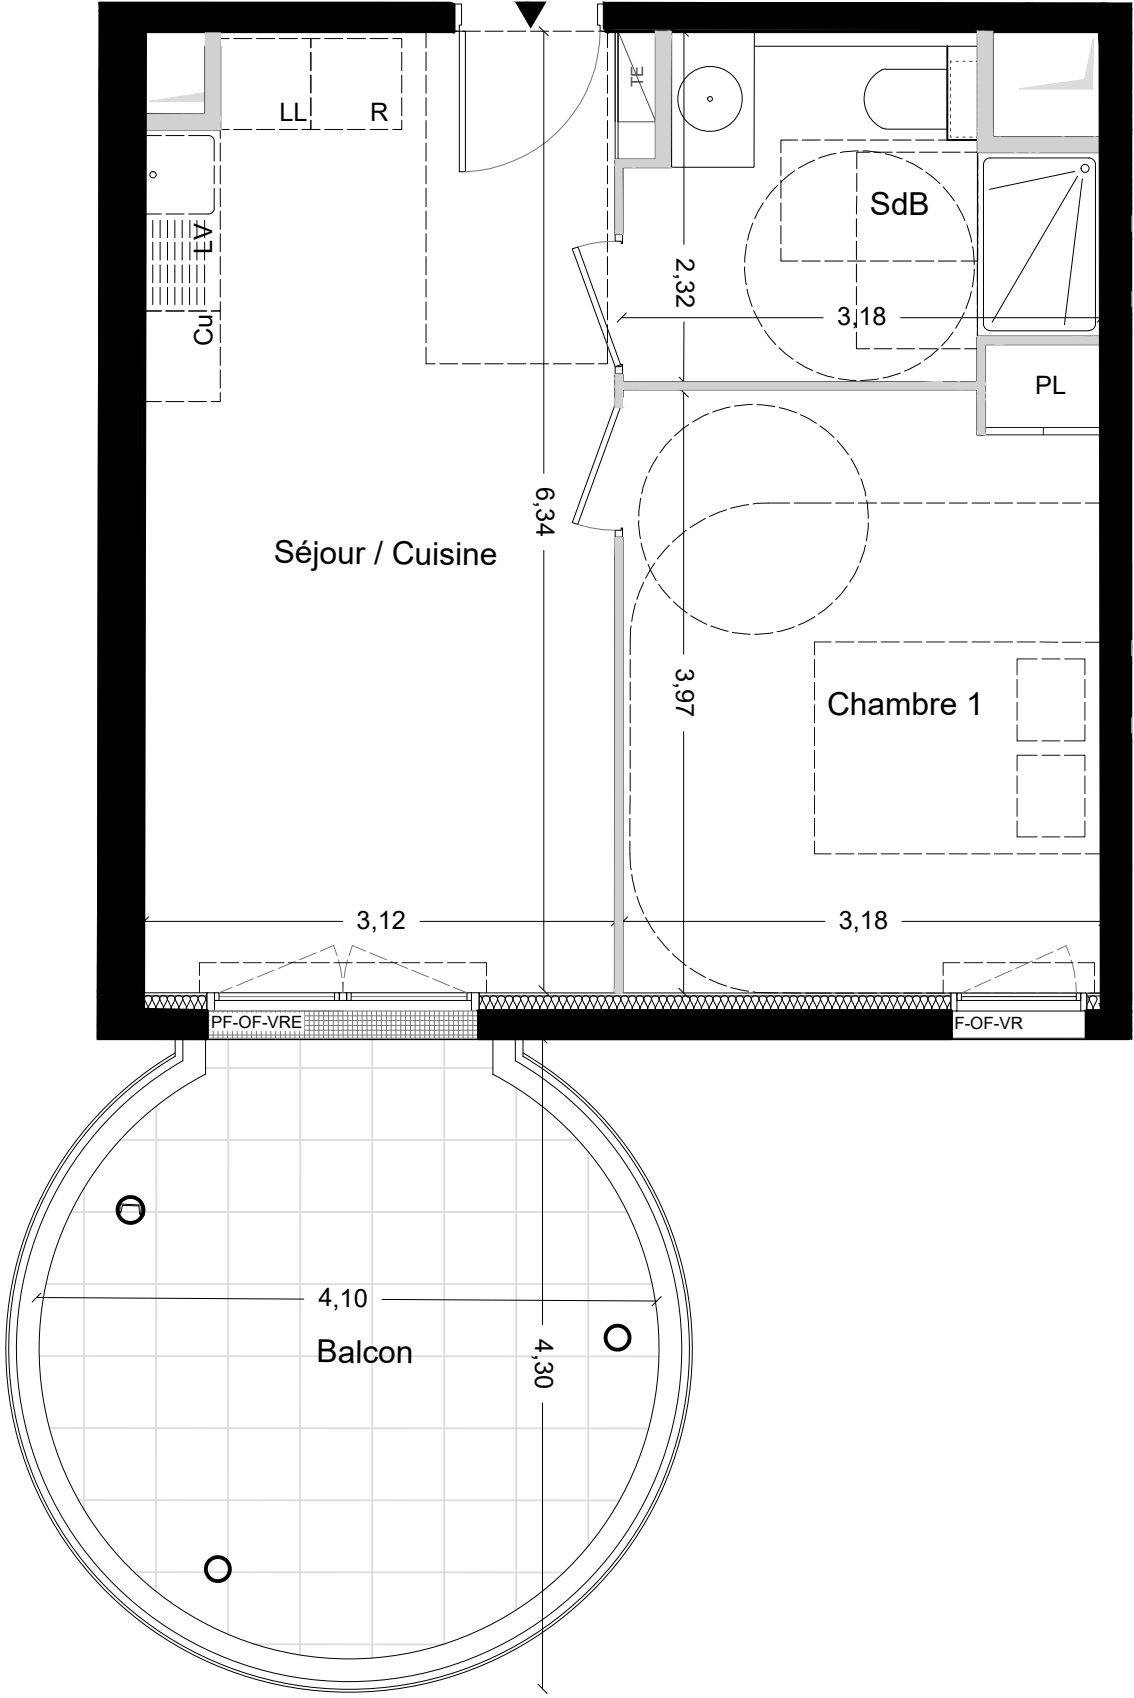 TE
LL
R
SdB
LV
2,32
3,18
Cu
PL
6,34
Séjour / Cuisine
3,97
Chambre 1
3,12
3,18
PF-OF-VRE
F-OF-VR
4,10
Balcon
4,30